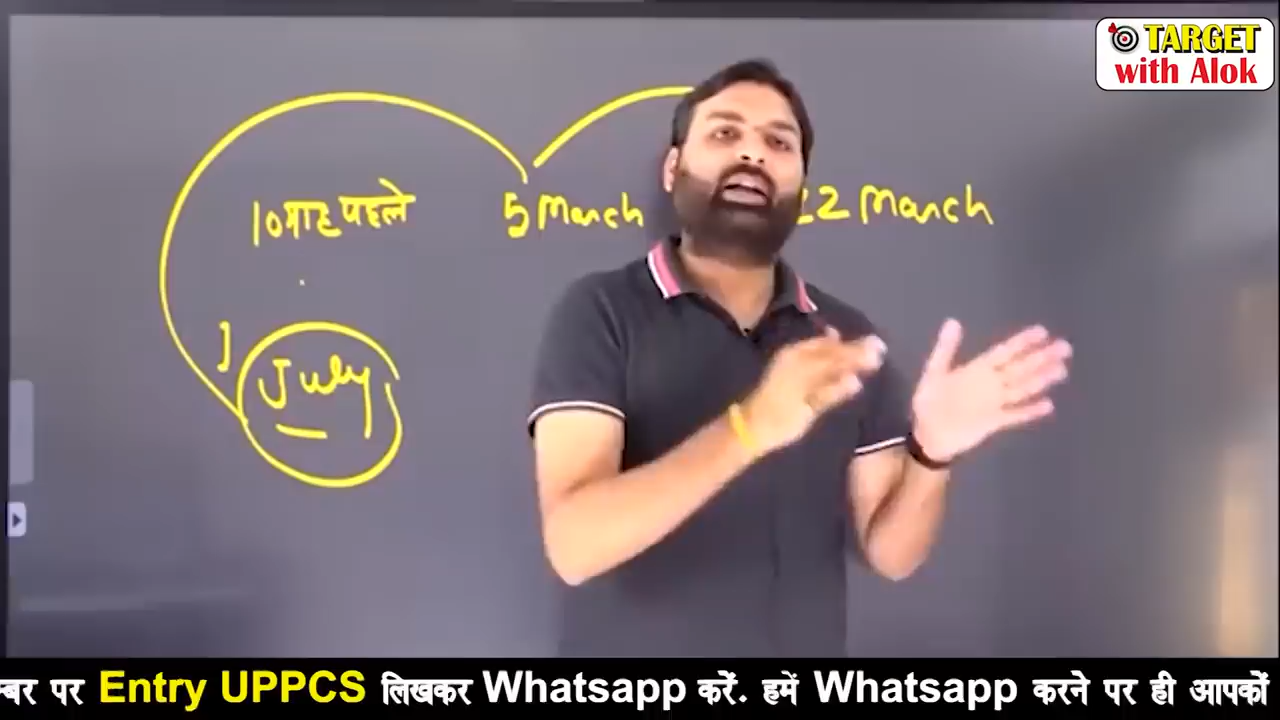 TARGET
with Alok
10 माह पहले 5 March 22 March
J
July
म्बर पर Entry UPPCS लिखकर Whatsapp करें. हमें Whatsapp करने पर ही आपकों